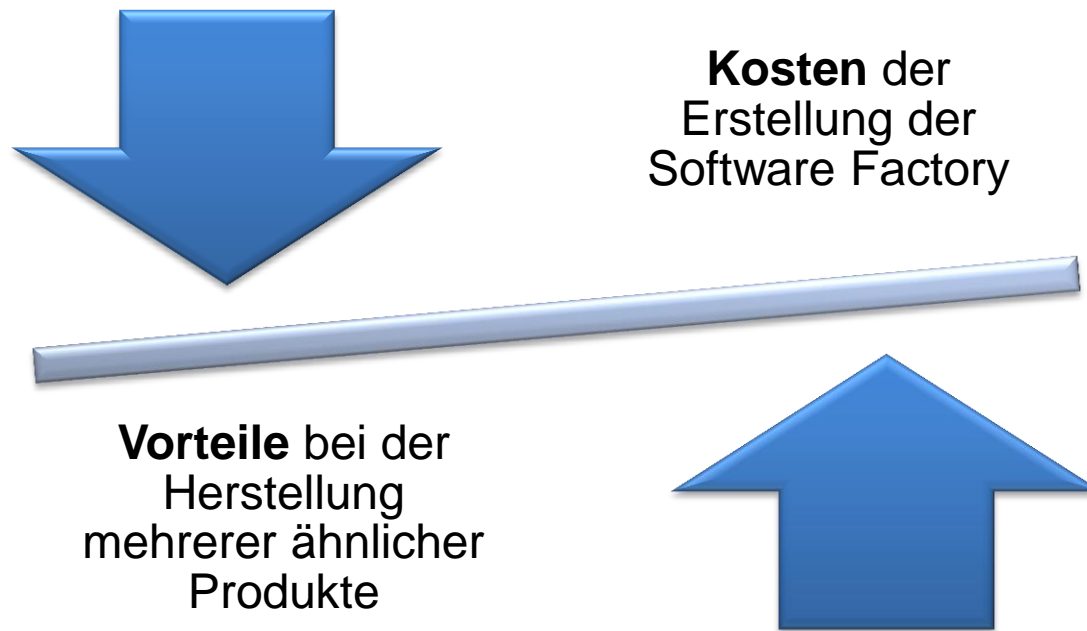 Kosten der
Erstellung der
Software Factory
Vorteile bei der
Herstellung
mehrerer ähnlicher
Produkte